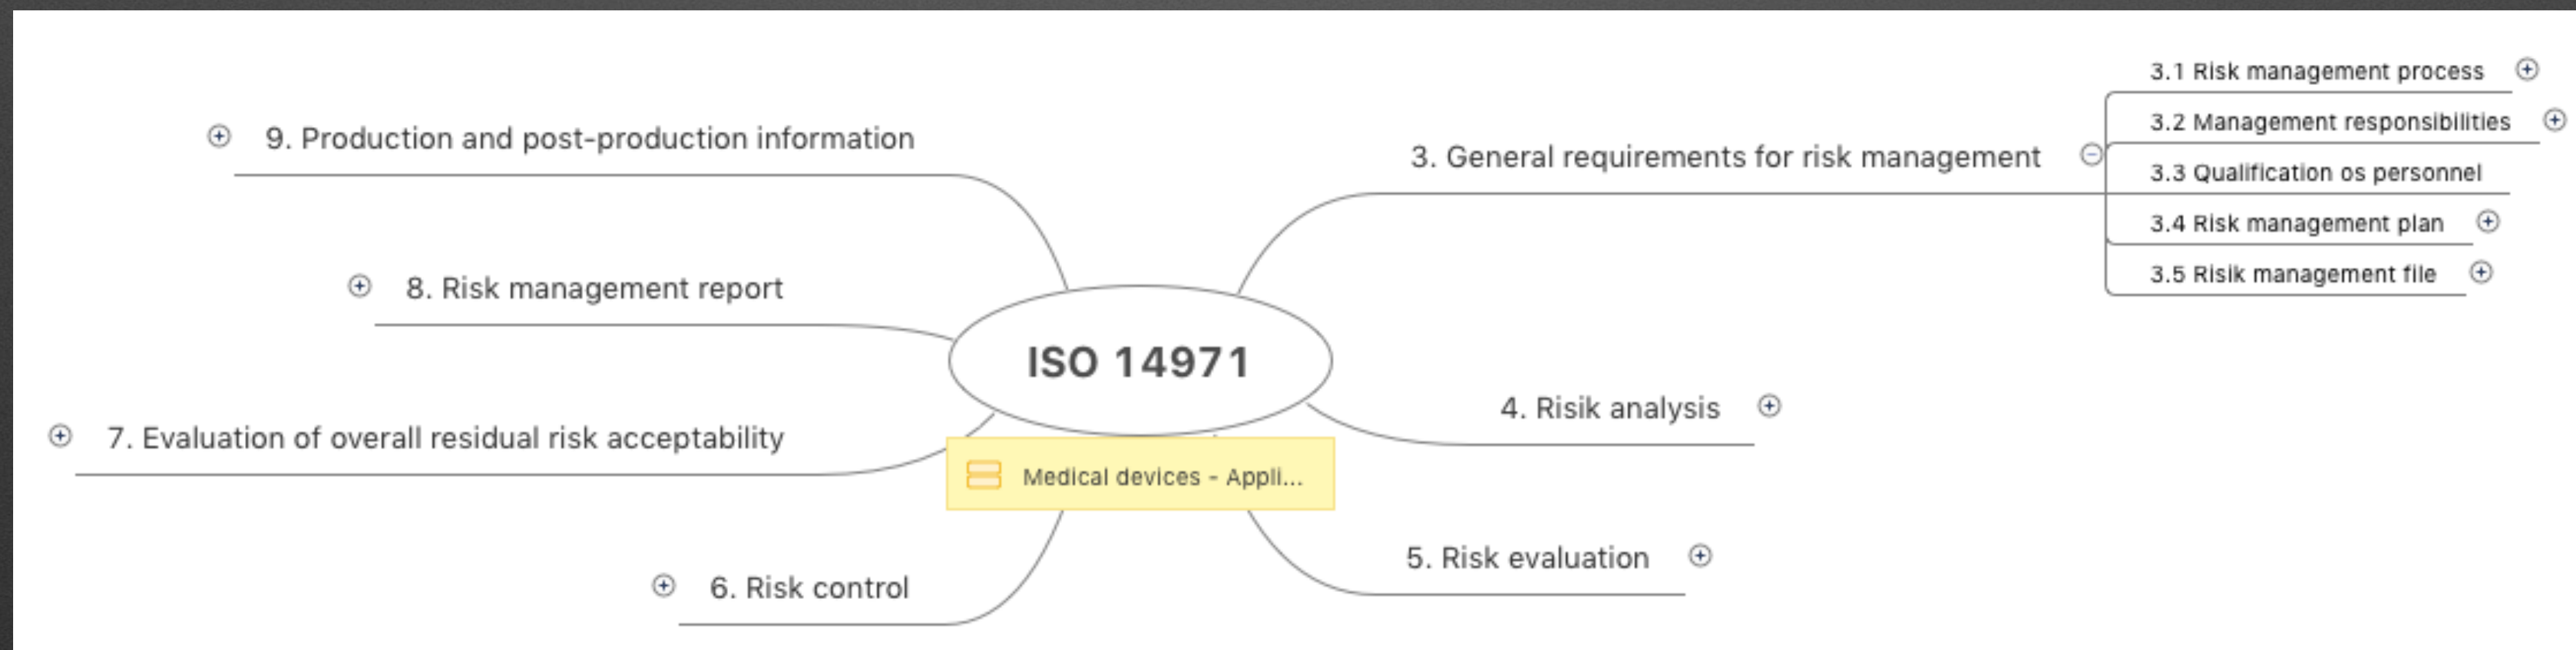 ISO 14971
Medical devices - Appli...
3. General requirements for risk management
3.1 Risk management process
3.2 Management responsibilities
3.3 Qualification os personnel
3.4 Risk management plan
3.5 Risik management file
4. Risik analysis
5. Risk evaluation
6. Risk control
7. Evaluation of overall residual risk acceptability
8. Risk management report
9. Production and post-production information